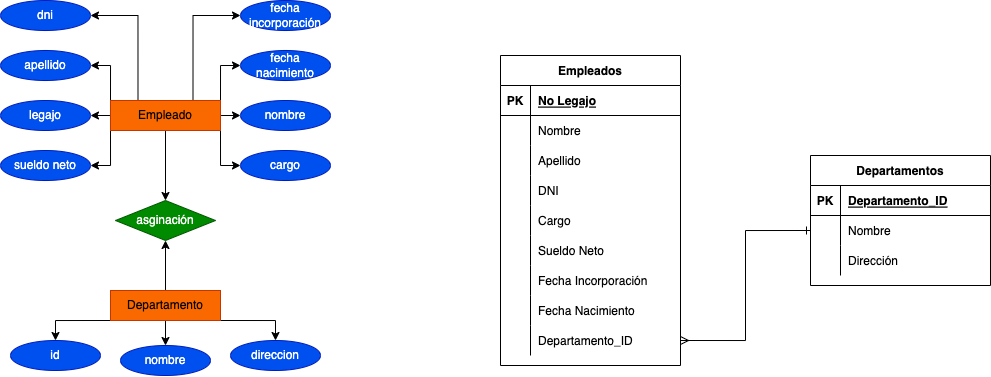 dni
fecha
incorporación
apellido
fecha
nacimiento
legajo
Empleado
nombre
sueldo neto
cargo
asginación
Departamento
id
nombre
direccion
Empleados
PK No Legajo
Nombre
Apellido
DNI
Cargo
Sueldo Neto
Fecha Incorporación
Fecha Nacimiento
Departamento_ID
Departamentos
PK Departamento_ID
Nombre
Dirección